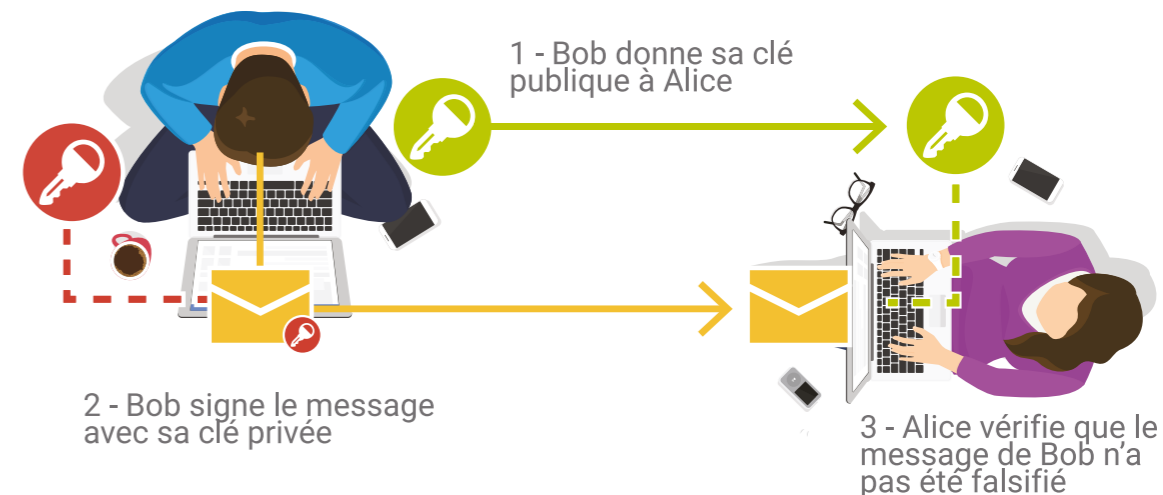 1 - Bob donne sa clé
publique à Alice
2 - Bob signe le message
avec sa clé privée
3 - Alice vérifie que le
message de Bob n'a
pas été falsifié